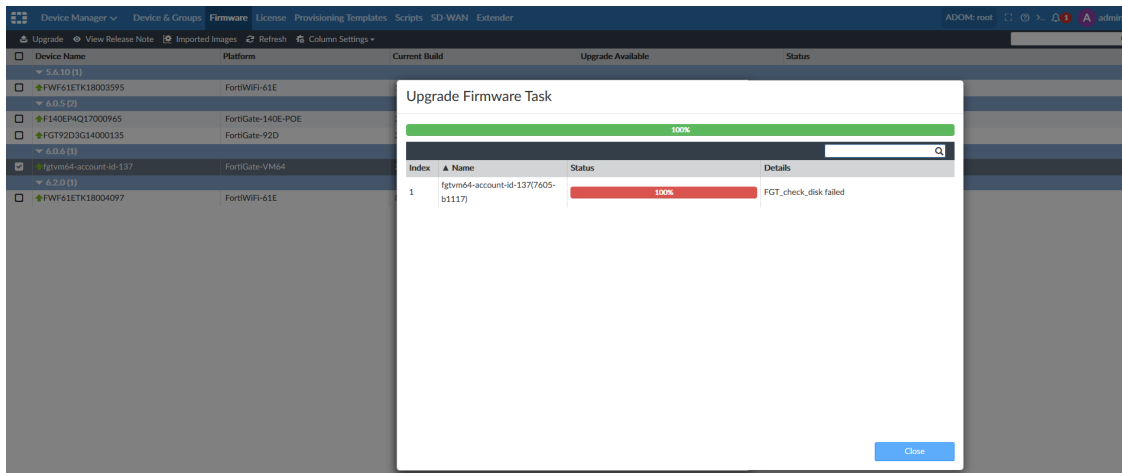 Device Manager Device & Groups Firmware License Provisioning Templates Scripts SD-WAN Extender ADOM: root 1 A admin
Upgrade View Release Note Imported Images Refresh Column Settings
Device Name Platform Current Build Upgrade Available Status
5.6.10 (1)
FWF61ETK18003595 FortiWiFi-61E
6.0.5 (2)
F140EP4Q17000965 FortiGate-140E-POE
FGT92D3G14000135 FortiGate-92D
6.0.6 (1)
fgtvm64-account-id-137 FortiGate-VM64
6.2.0 (1)
FWF61ETK18004097 FortiWiFi-61E
Upgrade Firmware Task
100%
Index Name Status Details
1 fgtvm64-account-id-137(7605-
b1117) 100% FGT_check_disk failed
Close